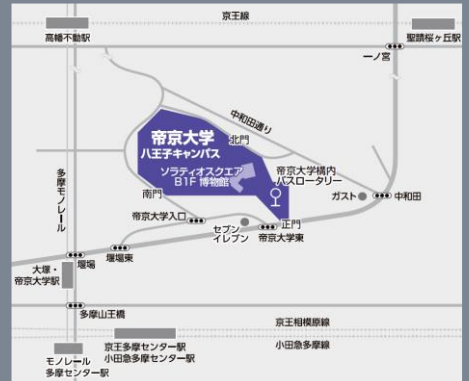 京王線
高幡不動駅
聖蹟桜ヶ丘駅
一ノ宮
中和田通り
帝京大学
八王子キャンパス
北門
ソラティオスクエア
B1F 博物館
帝京大学構内
バスロータリー
多摩モノレール
南門
ガスト
中和田
帝京大学入口
セブン
イレブン
正門
帝京大学東
堰場
堰場東
大塚・
帝京大学駅
多摩山王橋
京王相模原線
京王多摩センター駅
小田急多摩センター駅
小田急多摩線
モノレール
多摩センター駅